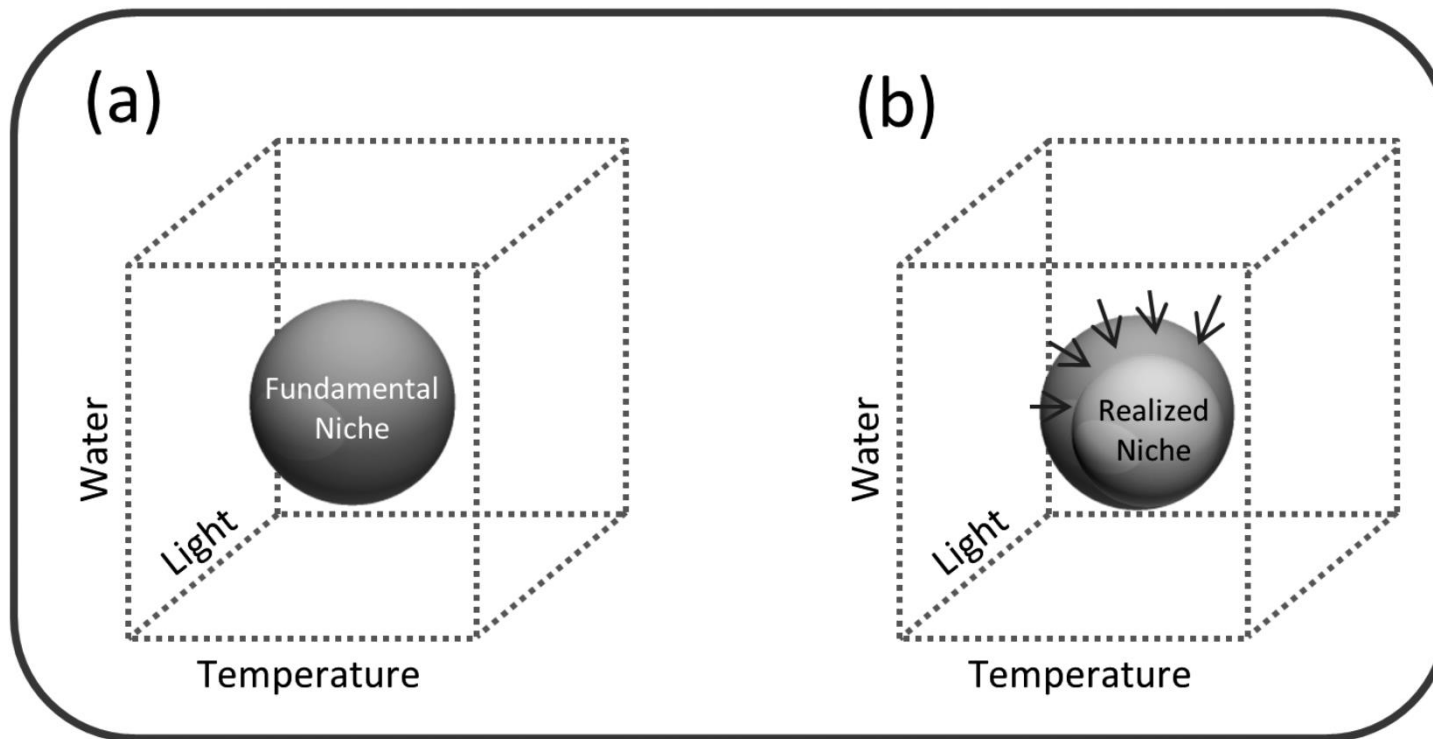 (a)
Fundamental
Niche
Water
Light
Temperature
(b)
Realized
Niche
Water
Light
Temperature